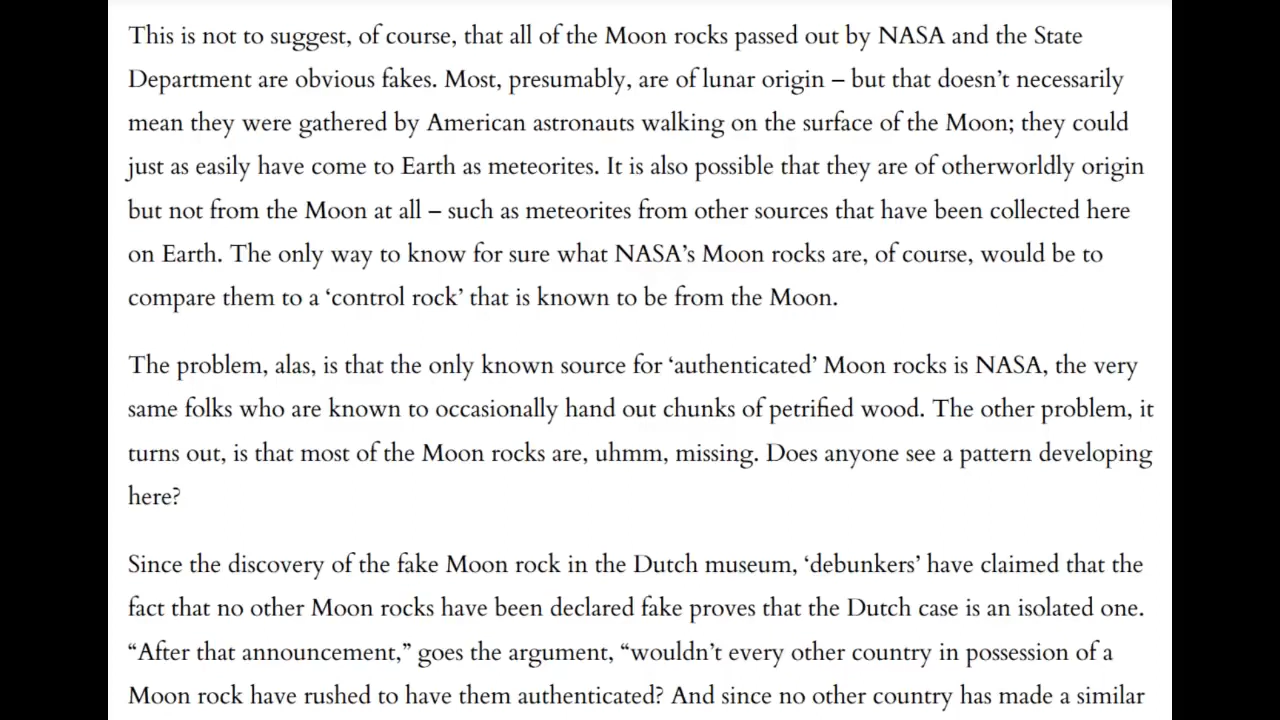 This is not to suggest, of course, that all of the Moon rocks passed out by NASA and the State
Department are obvious fakes. Most, presumably, are of lunar origin – but that doesn’t necessarily
mean they were gathered by American astronauts walking on the surface of the Moon; they could
just as easily have come to Earth as meteorites. It is also possible that they are of otherworldly origin
but not from the Moon at all – such as meteorites from other sources that have been collected here
on Earth. The only way to know for sure what NASA’s Moon rocks are, of course, would be to
compare them to a ‘control rock’ that is known to be from the Moon.
The problem, alas, is that the only known source for ‘authenticated’ Moon rocks is NASA, the very
same folks who are known to occasionally hand out chunks of petrified wood. The other problem, it
turns out, is that most of the Moon rocks are, uhmm, missing. Does anyone see a pattern developing
here?
Since the discovery of the fake Moon rock in the Dutch museum, ‘debunkers’ have claimed that the
fact that no other Moon rocks have been declared fake proves that the Dutch case is an isolated one.
“After that announcement,” goes the argument, “wouldn’t every other country in possession of a
Moon rock have rushed to have them authenticated? And since no other country has made a similar